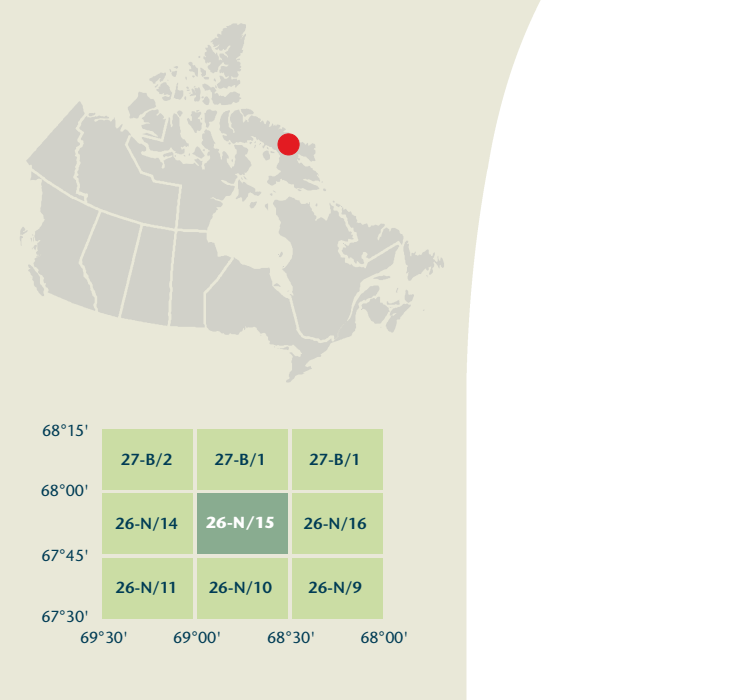 68°15'
27-B/2 27-B/1 27-B/1
68°00'
26-N/14 26-N/15 26-N/16
67°45'
26-N/11 26-N/10 26-N/9
67°30'
69°30' 69°00' 68°30' 68°00'